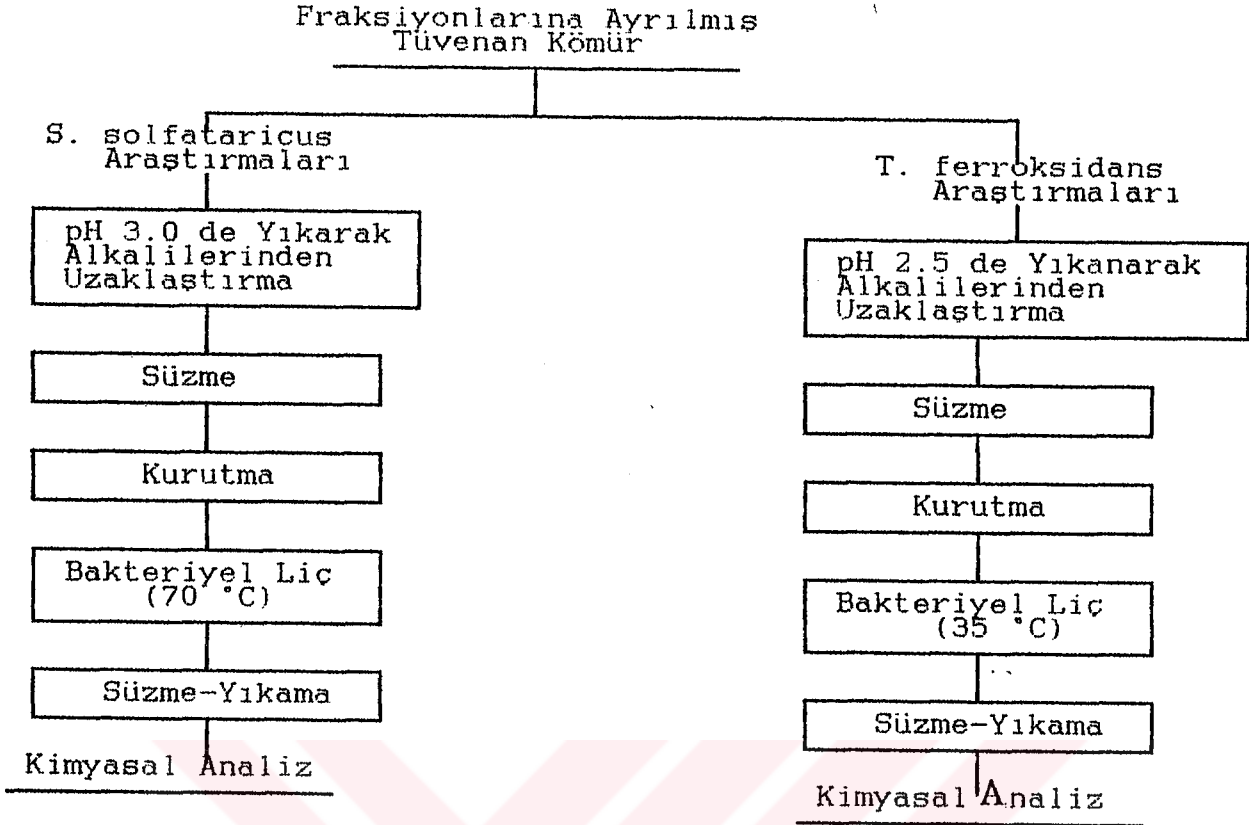 Fraksiyonlarına Ayrılmış
Tüvenan Kömür
S. solfataricus
Araştırmaları
pH 3.0 de Yıkarak
Alkalilerinden
Uzaklaştırma
Süzme
Kurutma
Bakteriyel Liç
(70 °C)
Süzme-Yıkama
Kimyasal Analiz
T. ferroksidans
Araştırmaları
pH 2.5 de Yıkanarak
Alkalilerinden
Uzaklaştırma
Süzme
Kurutma
Bakteriyel Liç
(35 °C)
Süzme-Yıkama
Kimyasal Analiz